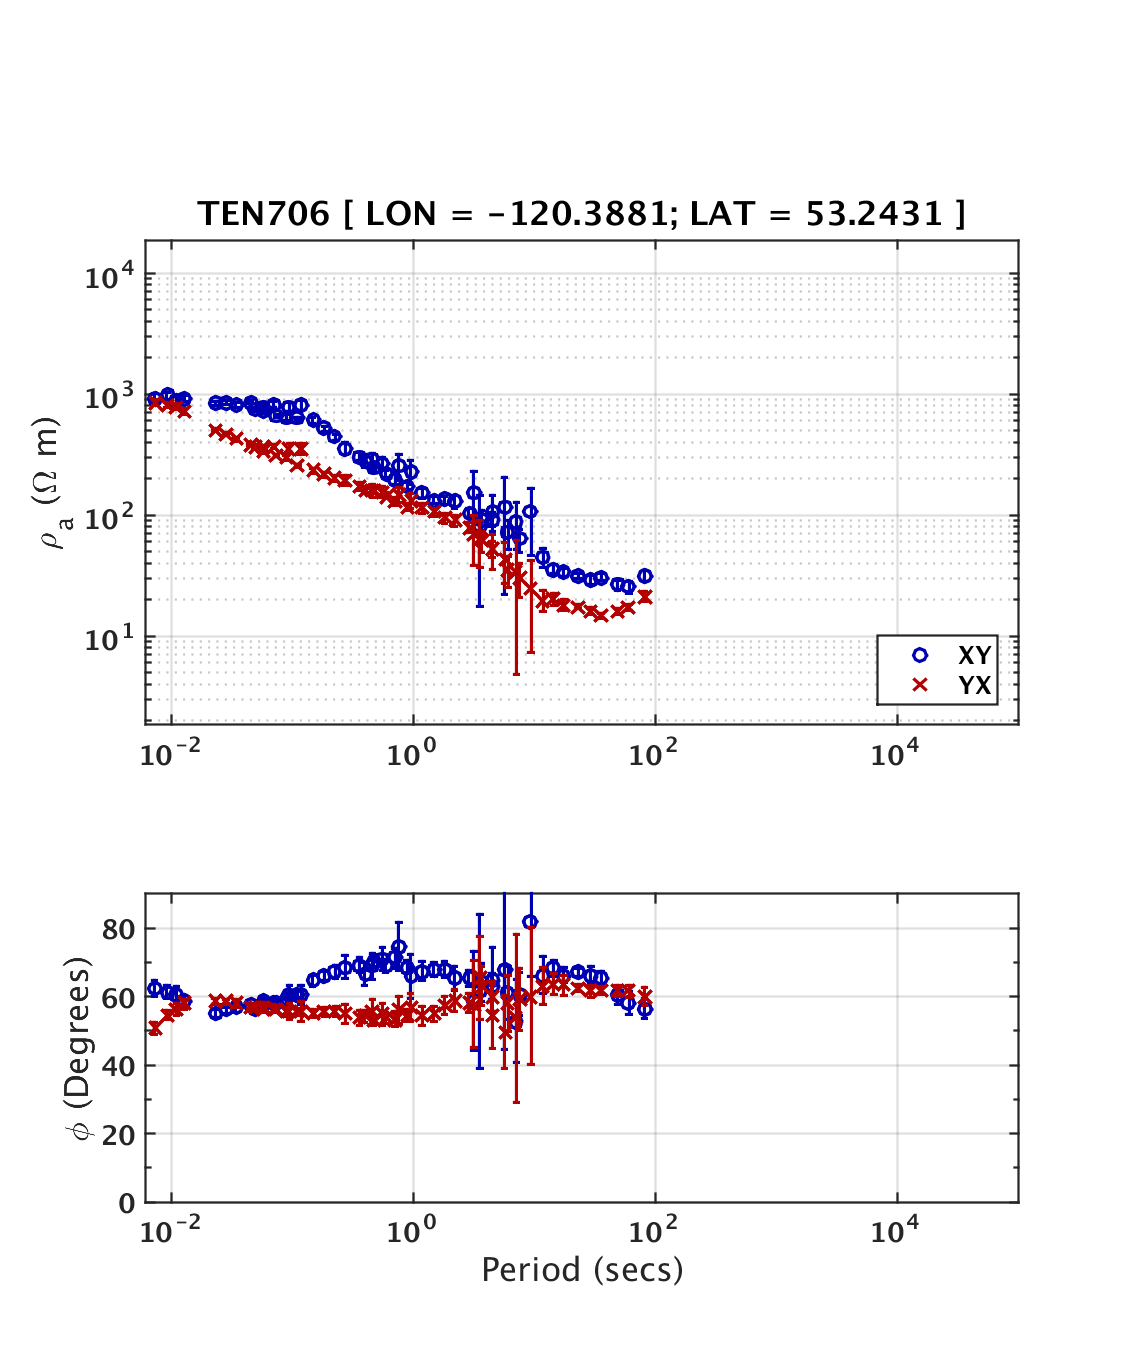 TEN706 [ LON = -120.3881; LAT = 53.2431 ]
10^4
10^3
10^2
10^1
ρ_a (Ω m)
XY
YX
10^-2 10^0 10^2 10^4
80
60
40
20
0
ϕ (Degrees)
10^-2 10^0 10^2 10^4
Period (secs)